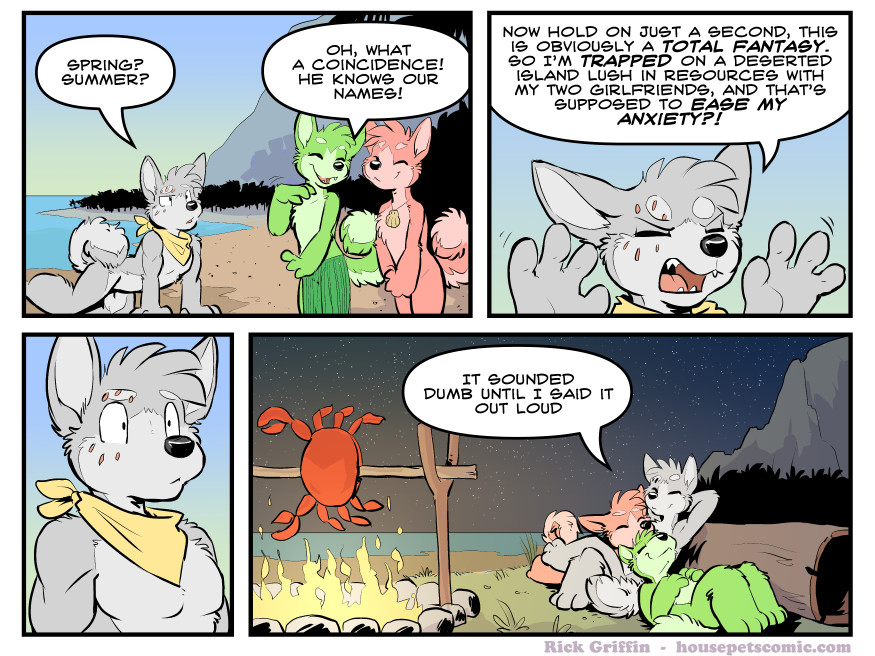 SPRING?
SUMMER?
OH, WHAT
A COINCIDENCE!
HE KNOWS OUR
NAMES!
NOW HOLD ON JUST A SECOND, THIS
IS OBVIOUSLY A TOTAL FANTASY.
SO I'M TRAPPED ON A DESERTED
ISLAND LUSH IN RESOURCES WITH
MY TWO GIRLFRIENDS, AND THAT'S
SUPPOSED TO EASE MY
ANXIETY?!
IT SOUNDED
DUMB UNTIL I SAID IT
OUT LOUD
Rick Griffin - housepetscomic.com